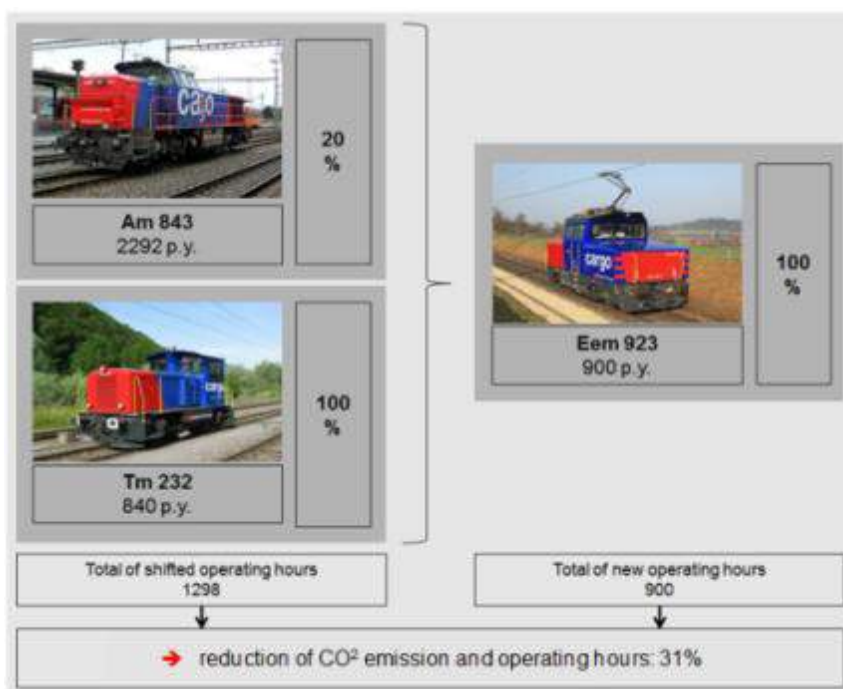 cargo
20
%
Am 843
2292 p.y.
cargo
100
%
Tm 232
840 p.y.
cargo
100
%
Eem 923
900 p.y.
Total of shifted operating hours
1298
Total of new operating hours
900
➔ reduction of CO² emission and operating hours: 31%